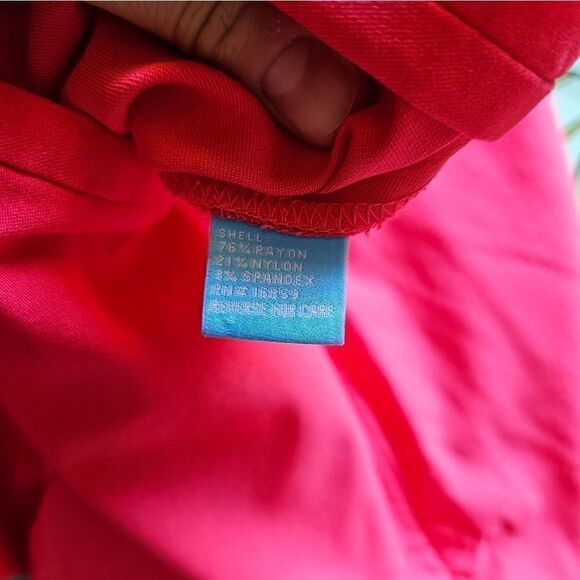 SHELL
76% RAYON
21% NYLON
3% SPANDEX
RN# 16859
REVERSE FOR CARE